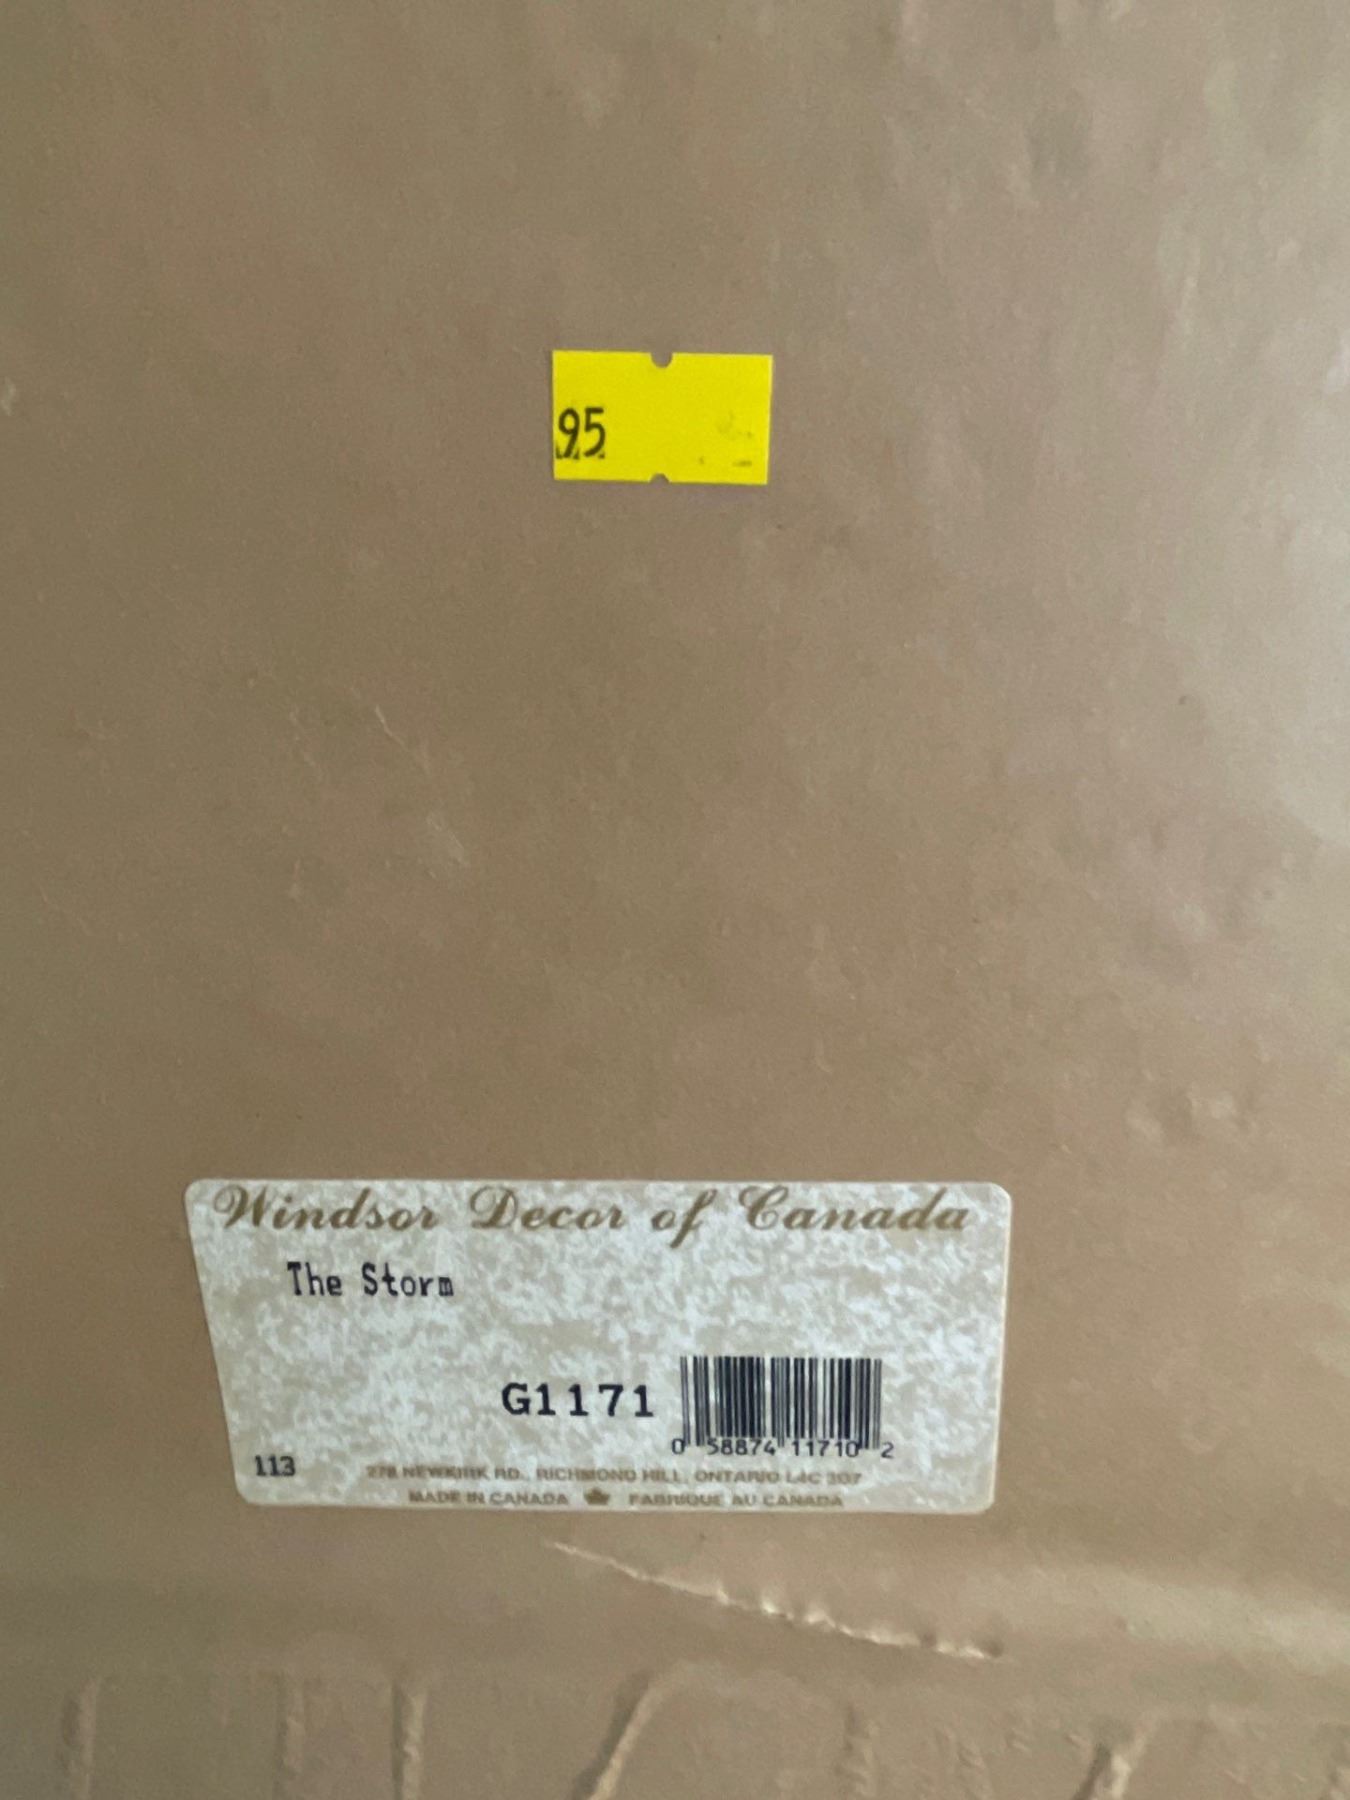 95
Windsor Decor of Canada
The Storm
G1171
0 58874 11710 2
113
278 NEWKIRK RD., RICHMOND HILL, ONTARIO L4C 3G7
MADE IN CANADA FABRIQUE AU CANADA